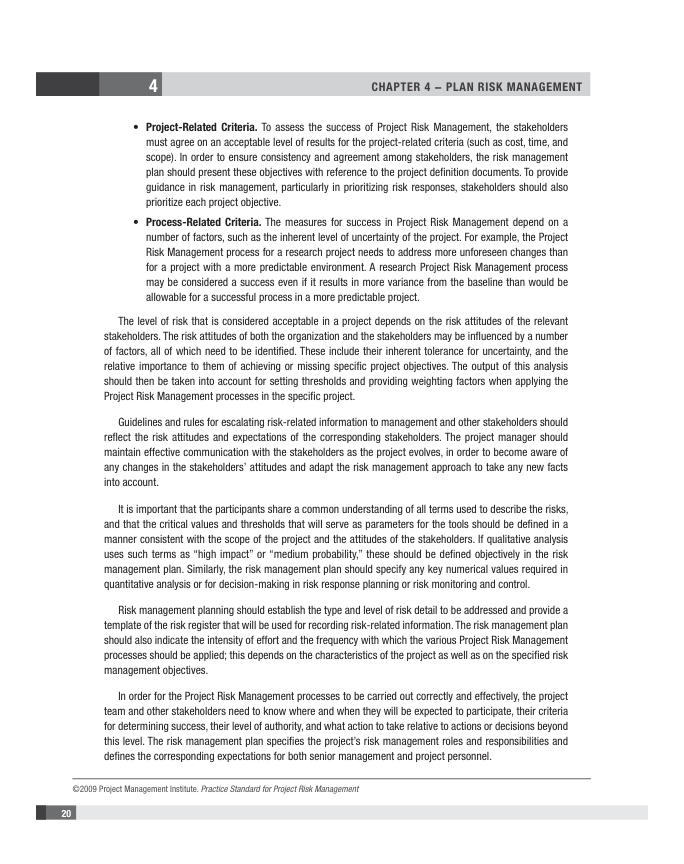 4
CHAPTER 4 – PLAN RISK MANAGEMENT
• Project-Related Criteria. To assess the success of Project Risk Management, the stakeholders
must agree on an acceptable level of results for the project-related criteria (such as cost, time, and
scope). In order to ensure consistency and agreement among stakeholders, the risk management
plan should present these objectives with reference to the project definition documents. To provide
guidance in risk management, particularly in prioritizing risk responses, stakeholders should also
prioritize each project objective.
• Process-Related Criteria. The measures for success in Project Risk Management depend on a
number of factors, such as the inherent level of uncertainty of the project. For example, the Project
Risk Management process for a research project needs to address more unforeseen changes than
for a project with a more predictable environment. A research Project Risk Management process
may be considered a success even if it results in more variance from the baseline than would be
allowable for a successful process in a more predictable project.
The level of risk that is considered acceptable in a project depends on the risk attitudes of the relevant
stakeholders. The risk attitudes of both the organization and the stakeholders may be influenced by a number
of factors, all of which need to be identified. These include their inherent tolerance for uncertainty, and the
relative importance to them of achieving or missing specific project objectives. The output of this analysis
should then be taken into account for setting thresholds and providing weighting factors when applying the
Project Risk Management processes in the specific project.
Guidelines and rules for escalating risk-related information to management and other stakeholders should
reflect the risk attitudes and expectations of the corresponding stakeholders. The project manager should
maintain effective communication with the stakeholders as the project evolves, in order to become aware of
any changes in the stakeholders' attitudes and adapt the risk management approach to take any new facts
into account.
It is important that the participants share a common understanding of all terms used to describe the risks,
and that the critical values and thresholds that will serve as parameters for the tools should be defined in a
manner consistent with the scope of the project and the attitudes of the stakeholders. If qualitative analysis
uses such terms as “high impact” or “medium probability,” these should be defined objectively in the risk
management plan. Similarly, the risk management plan should specify any key numerical values required in
quantitative analysis or for decision-making in risk response planning or risk monitoring and control.
Risk management planning should establish the type and level of risk detail to be addressed and provide a
template of the risk register that will be used for recording risk-related information. The risk management plan
should also indicate the intensity of effort and the frequency with which the various Project Risk Management
processes should be applied; this depends on the characteristics of the project as well as on the specified risk
management objectives.
In order for the Project Risk Management processes to be carried out correctly and effectively, the project
team and other stakeholders need to know where and when they will be expected to participate, their criteria
for determining success, their level of authority, and what action to take relative to actions or decisions beyond
this level. The risk management plan specifies the project's risk management roles and responsibilities and
defines the corresponding expectations for both senior management and project personnel.
©2009 Project Management Institute. Practice Standard for Project Risk Management
20